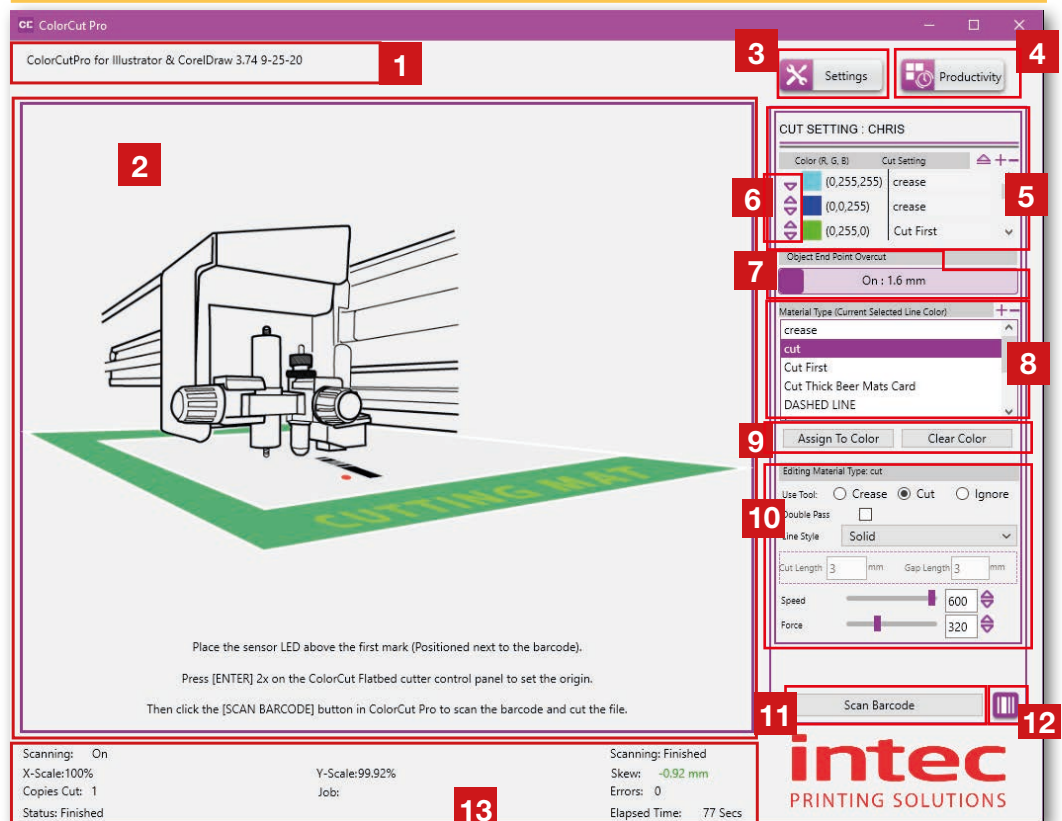 CC ColorCut Pro
ColorCutPro for Illustrator & CorelDraw 3.74 9-25-20
1
3
Settings
4
Productivity
2
CUT SETTING : CHRIS
Color (R, G, B) Cut Setting
5
6
(0,255,255) crease
(0,0,255) crease
(0,255,0) Cut First
7
Object End Point Overcut
On : 1.6 mm
Material Type (Current Selected Line Color)
8
crease
cut
Cut First
Cut Thick Beer Mats Card
DASHED LINE
9
Assign To Color Clear Color
10
Editing Material Type: cut
Use Tool: Crease Cut Ignore
Double Pass
Line Style Solid
Cut Length 3 mm Gap Length 3 mm
Speed 600
Force 320
CUTTING MAT
Place the sensor LED above the first mark (Positioned next to the barcode).
Press [ENTER] 2x on the ColorCut Flatbed cutter control panel to set the origin.
Then click the [SCAN BARCODE] button in ColorCut Pro to scan the barcode and cut the file.
11
Scan Barcode
12
Scanning: On Scanning: Finished
X-Scale:100% Y-Scale:99.92% Skew: -0.92 mm
Copies Cut: 1 Job: Errors: 0
Status: Finished Elapsed Time: 77 Secs
13
intec
PRINTING SOLUTIONS